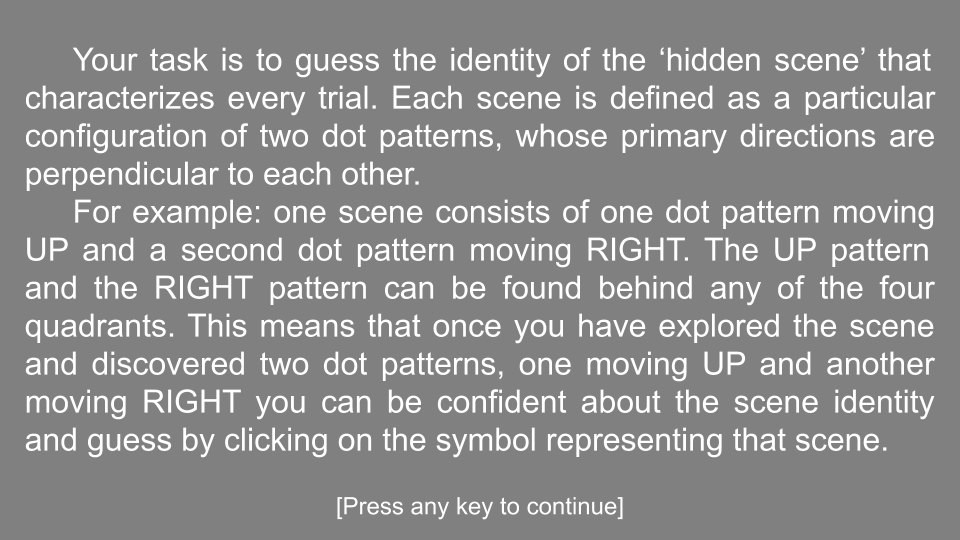 Your task is to guess the identity of the ‘hidden scene’ that
characterizes every trial. Each scene is defined as a particular
configuration of two dot patterns, whose primary directions are
perpendicular to each other.
For example: one scene consists of one dot pattern moving
UP and a second dot pattern moving RIGHT. The UP pattern
and the RIGHT pattern can be found behind any of the four
quadrants. This means that once you have explored the scene
and discovered two dot patterns, one moving UP and another
moving RIGHT you can be confident about the scene identity
and guess by clicking on the symbol representing that scene.
[Press any key to continue]